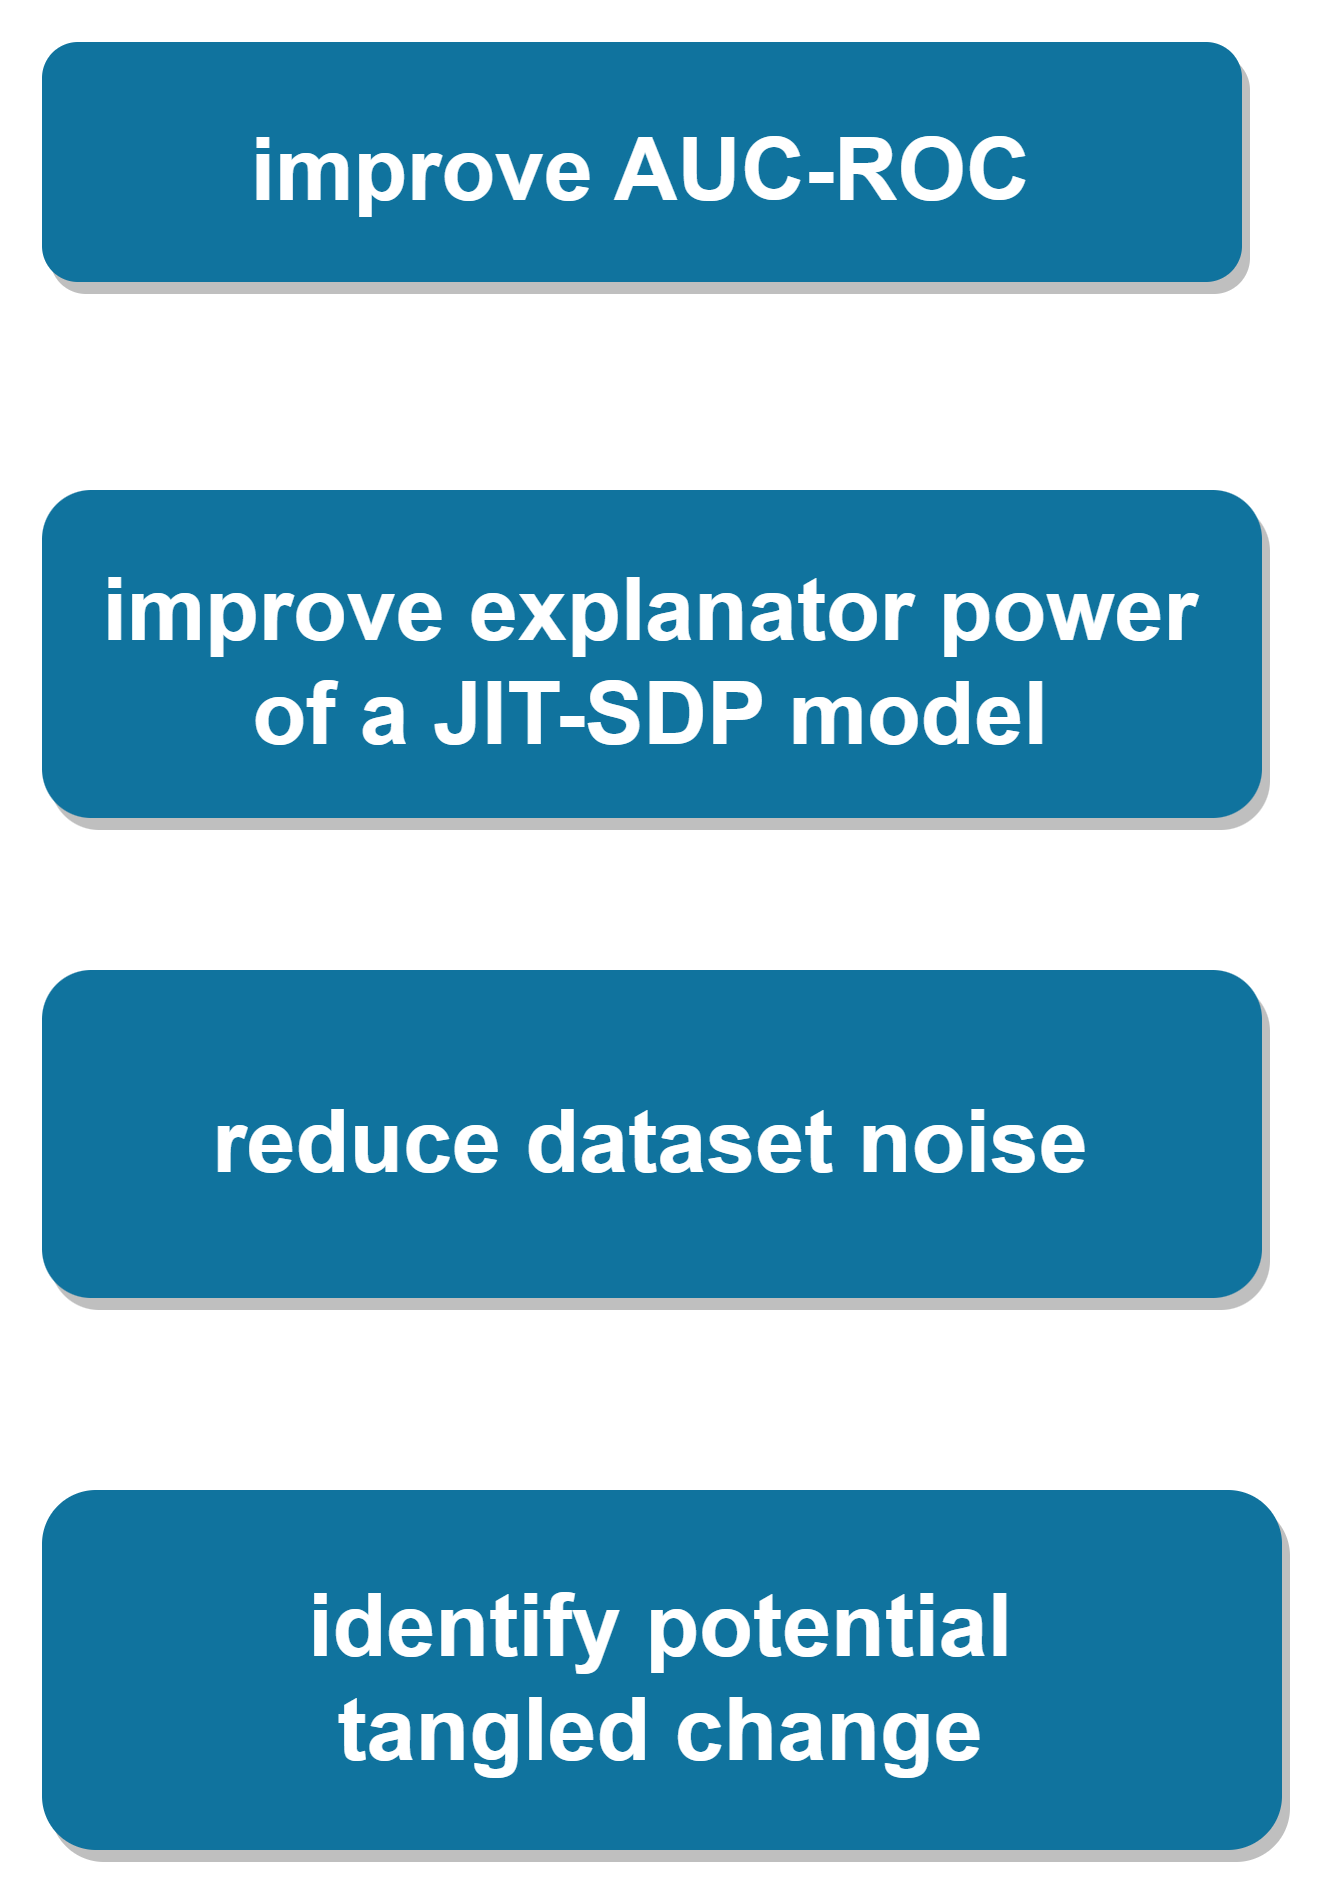 improve AUC-ROC
improve explanator power
of a JIT-SDP model
reduce dataset noise
identify potential
tangled change